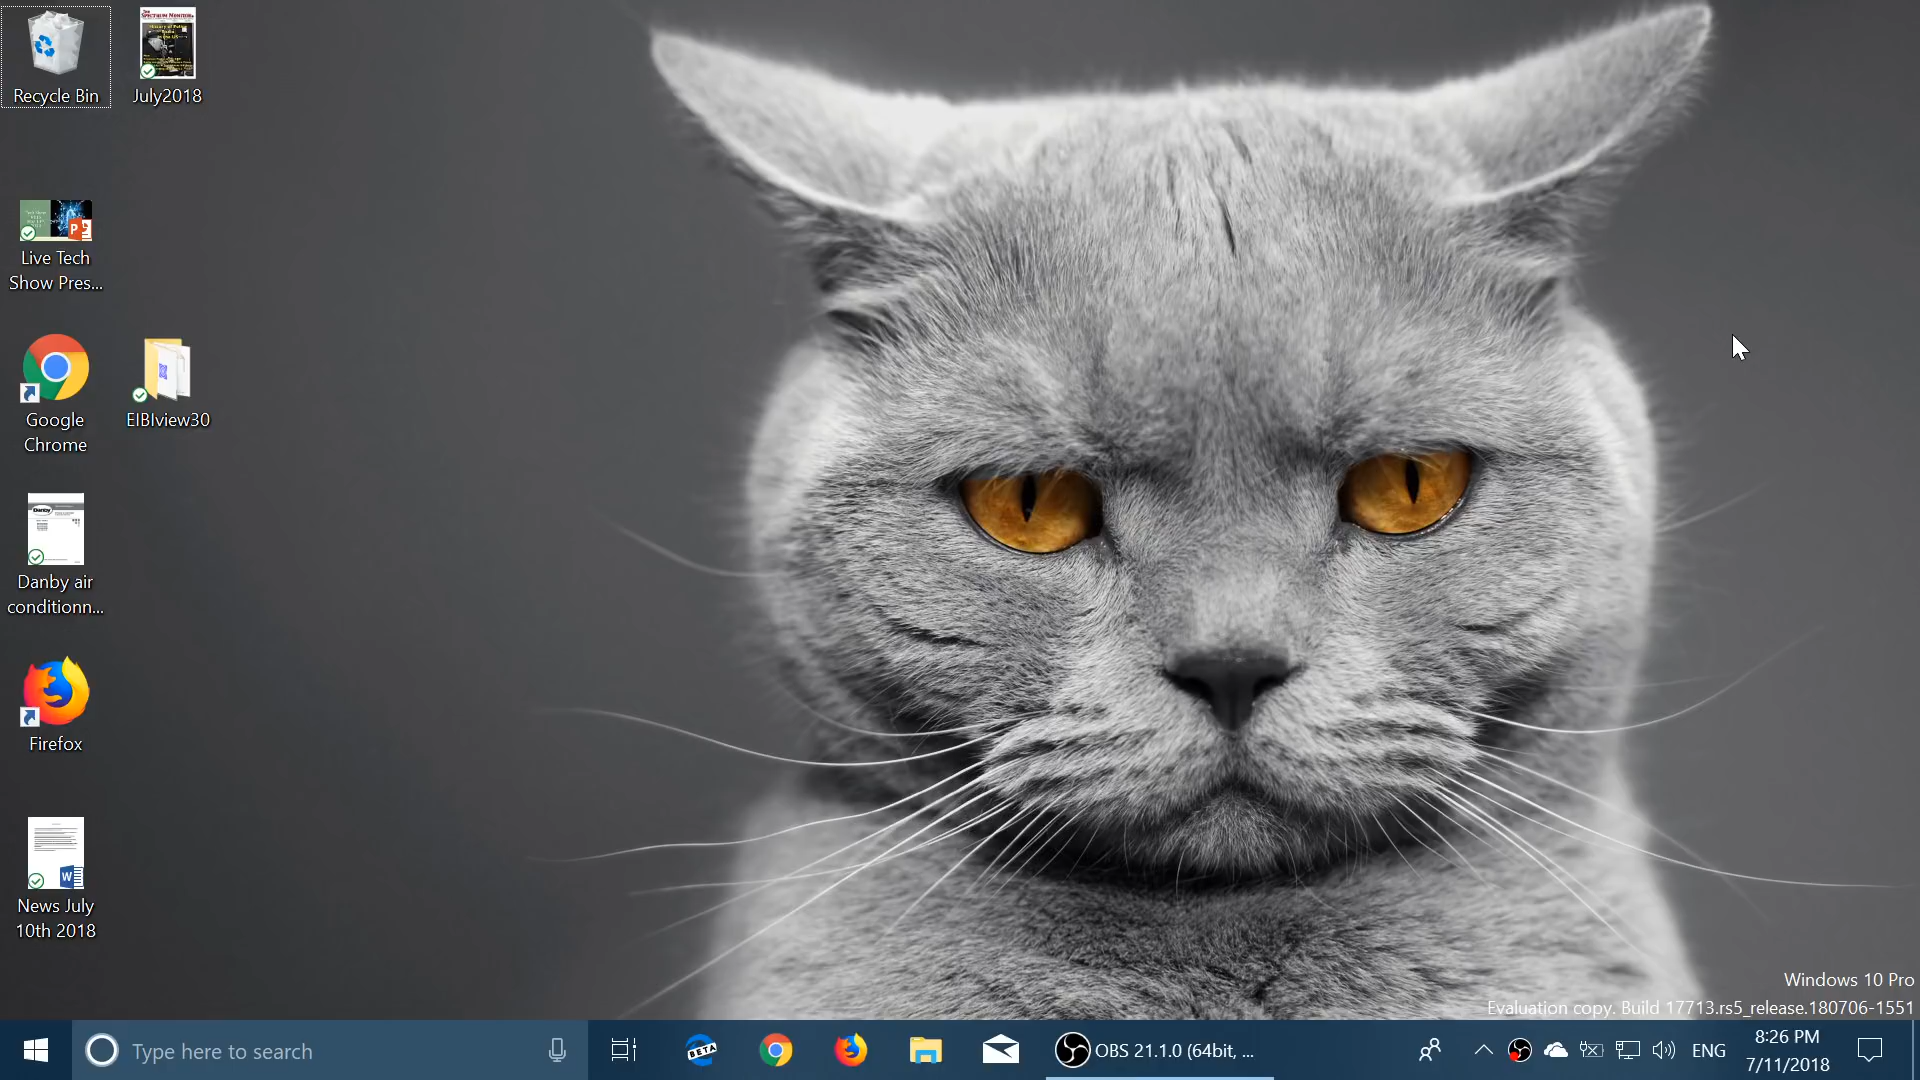 Recycle Bin
July2018
Live Tech
Show Pres...
Google
Chrome
EIBIview30
Danby air
conditionn...
Firefox
News July
10th 2018
Windows 10 Pro
Evaluation copy. Build 17713.rs5_release.180706-1551
Type here to search
BETA
OBS 21.1.0 (64bit, ...
ENG
8:26 PM
7/11/2018